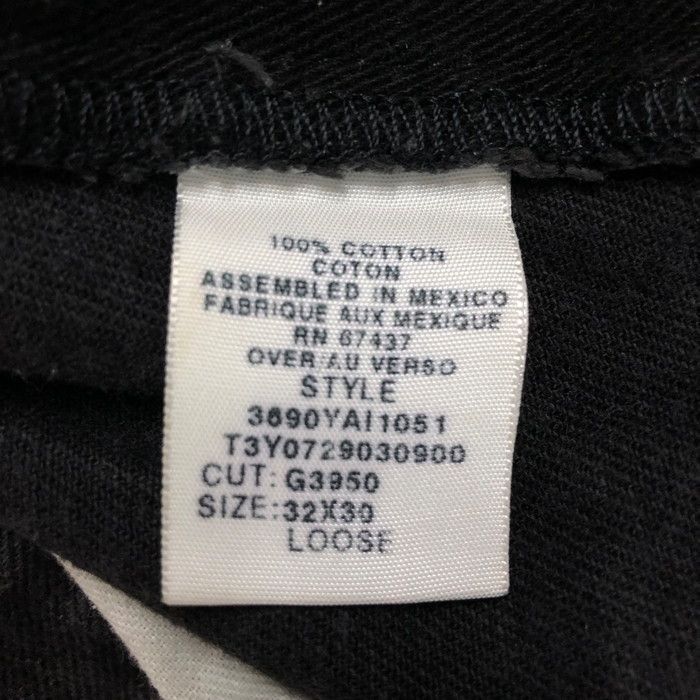 100% COTTON
COTON
ASSEMBLED IN MEXICO
FABRIQUE AUX MEXIQUE
RN 67437
OVER/AU VERSO
STYLE
3690YAI1051
T3Y0729030900
CUT: G3950
SIZE:32X30
LOOSE